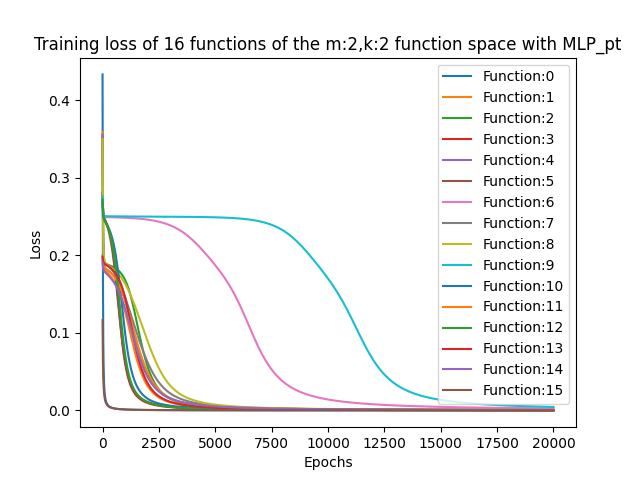 Training loss of 16 functions of the m:2,k:2 function space with MLP_pt
Loss
0.4
0.3
0.2
0.1
0.0
Function:0
Function:1
Function:2
Function:3
Function:4
Function:5
Function:6
Function:7
Function:8
Function:9
Function:10
Function:11
Function:12
Function:13
Function:14
Function:15
0
2500
5000
7500
10000
12500
15000
17500
20000
Epochs